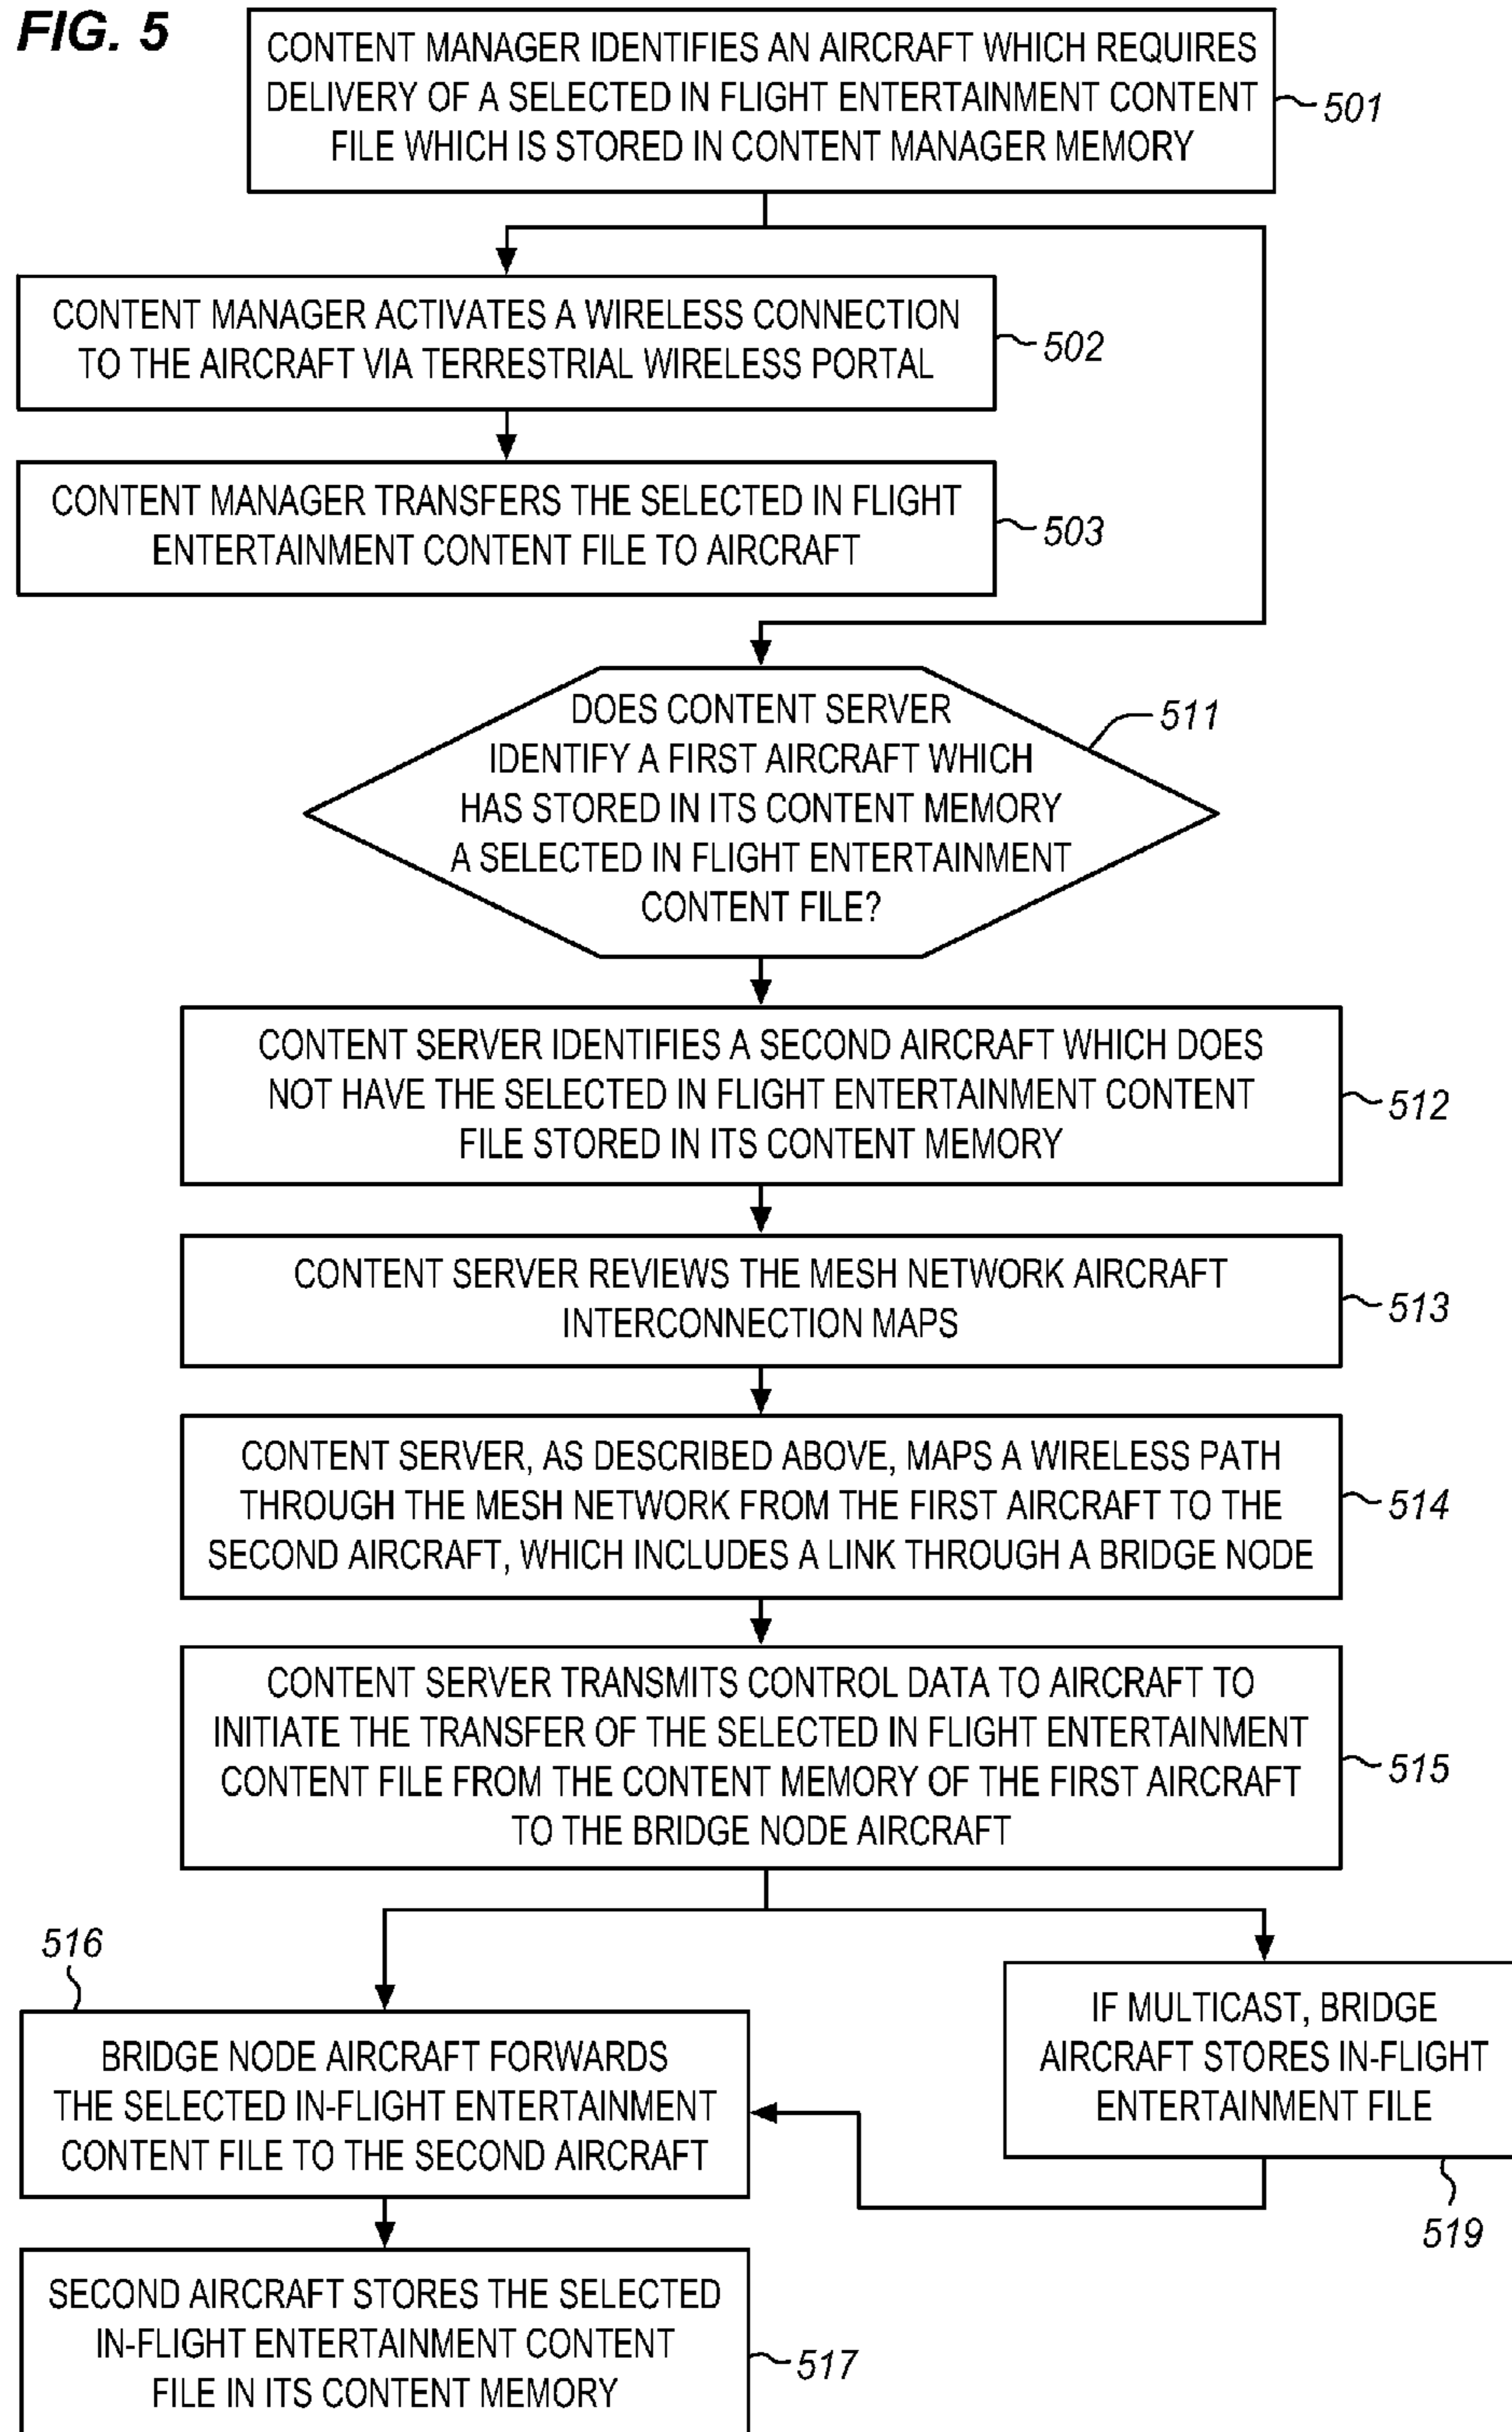 FIG. 5
CONTENT MANAGER IDENTIFIES AN AIRCRAFT WHICH REQUIRES
DELIVERY OF A SELECTED IN FLIGHT ENTERTAINMENT CONTENT
FILE WHICH IS STORED IN CONTENT MANAGER MEMORY
501
CONTENT MANAGER ACTIVATES A WIRELESS CONNECTION
TO THE AIRCRAFT VIA TERRESTRIAL WIRELESS PORTAL
502
CONTENT MANAGER TRANSFERS THE SELECTED IN FLIGHT
ENTERTAINMENT CONTENT FILE TO AIRCRAFT
503
DOES CONTENT SERVER
IDENTIFY A FIRST AIRCRAFT WHICH
HAS STORED IN ITS CONTENT MEMORY
A SELECTED IN FLIGHT ENTERTAINMENT
CONTENT FILE?
511
CONTENT SERVER IDENTIFIES A SECOND AIRCRAFT WHICH DOES
NOT HAVE THE SELECTED IN FLIGHT ENTERTAINMENT CONTENT
FILE STORED IN ITS CONTENT MEMORY
512
CONTENT SERVER REVIEWS THE MESH NETWORK AIRCRAFT
INTERCONNECTION MAPS
513
CONTENT SERVER, AS DESCRIBED ABOVE, MAPS A WIRELESS PATH
THROUGH THE MESH NETWORK FROM THE FIRST AIRCRAFT TO THE
SECOND AIRCRAFT, WHICH INCLUDES A LINK THROUGH A BRIDGE NODE
514
CONTENT SERVER TRANSMITS CONTROL DATA TO AIRCRAFT TO
INITIATE THE TRANSFER OF THE SELECTED IN FLIGHT ENTERTAINMENT
CONTENT FILE FROM THE CONTENT MEMORY OF THE FIRST AIRCRAFT
TO THE BRIDGE NODE AIRCRAFT
515
516
BRIDGE NODE AIRCRAFT FORWARDS
THE SELECTED IN-FLIGHT ENTERTAINMENT
CONTENT FILE TO THE SECOND AIRCRAFT
IF MULTICAST, BRIDGE
AIRCRAFT STORES IN-FLIGHT
ENTERTAINMENT FILE
519
SECOND AIRCRAFT STORES THE SELECTED
IN-FLIGHT ENTERTAINMENT CONTENT
FILE IN ITS CONTENT MEMORY
517